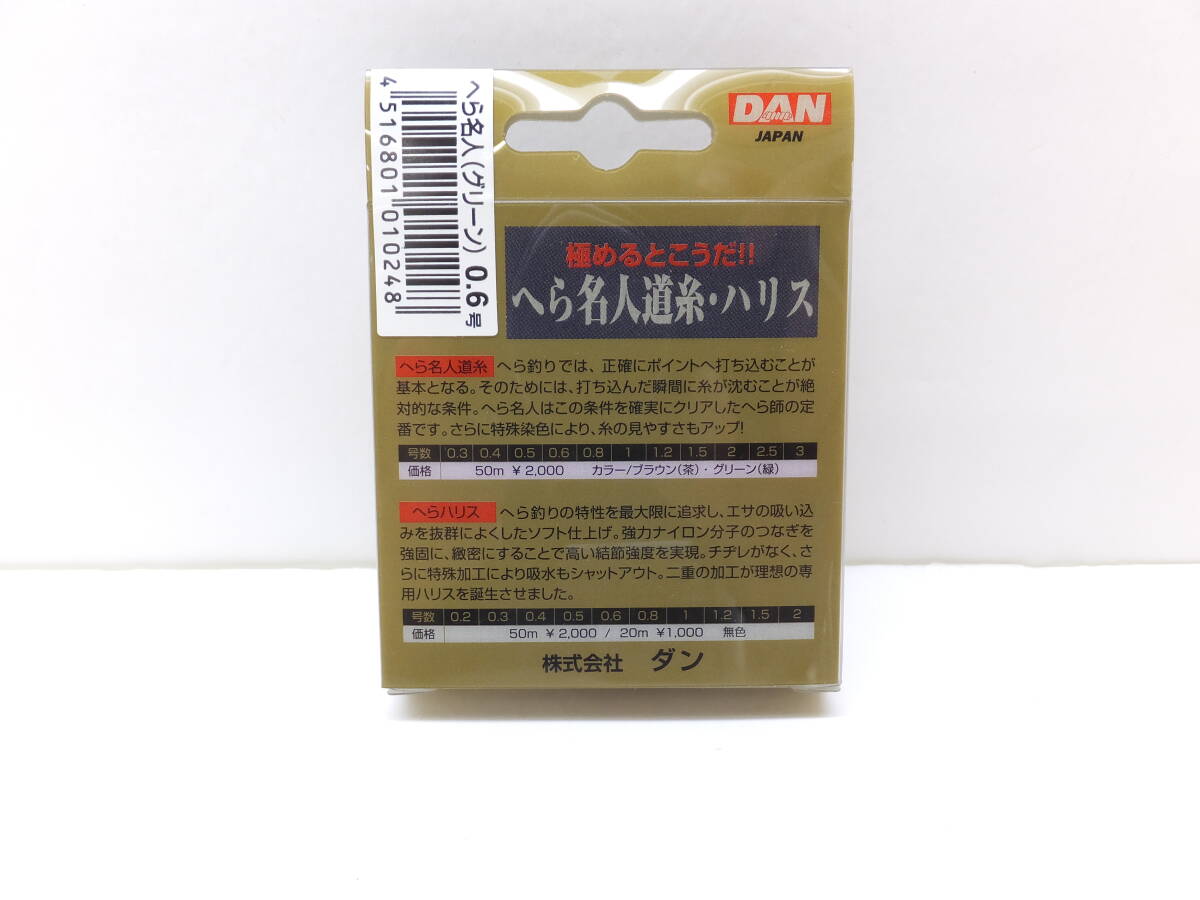 へら名人(グリーン) 0.6号
4 516801 010248
DAN
JAPAN
極めるとこうだ!!
へら名人道糸・ハリス
へら名人道糸 へら釣りでは、正確にポイントへ打ち込むことが
基本となる。そのためには、打ち込んだ瞬間に糸が沈むことが絶
対的な条件。へら名人はこの条件を確実にクリアしたへら師の定
番です。さらに特殊染色により、糸の見やすさもアップ!
号数 0.3 0.4 0.5 0.6 0.8 1 1.2 1.5 2 2.5 3
価格 50m ¥2,000 カラー/ブラウン(茶)・グリーン(緑)
へらハリス へら釣りの特性を最大限に追求し、エサの吸い込
みを抜群によくしたソフト仕上げ。強力ナイロン分子のつなぎを
強固に、緻密にすることで高い結節強度を実現。チヂレがなく、さ
らに特殊加工により吸水もシャットアウト。二重の加工が理想の専
用ハリスを誕生させました。
号数 0.2 0.3 0.4 0.5 0.6 0.8 1 1.2 1.5 2
価格 50m ¥2,000 / 20m ¥1,000 無色
株式会社 ダン